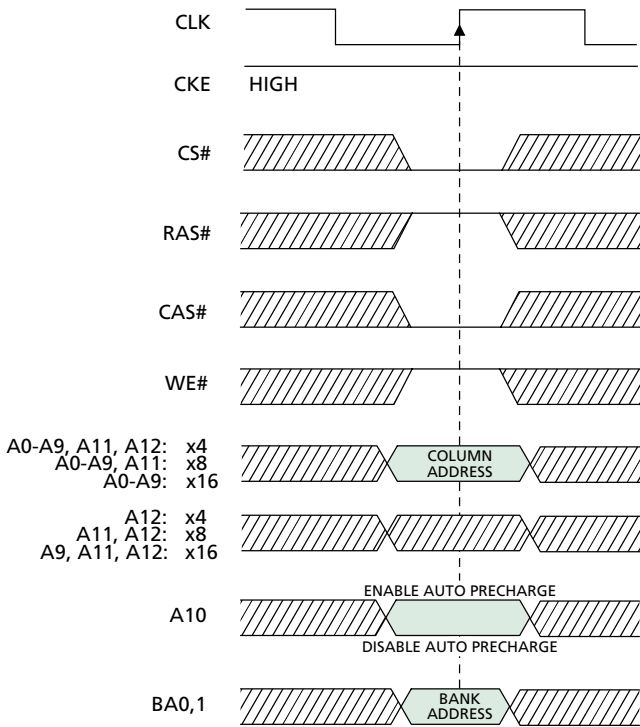 CLK
CKE HIGH
CS#
RAS#
CAS#
WE#
A0-A9, A11, A12: x4
A0-A9, A11: x8
A0-A9: x16
COLUMN
ADDRESS
A12: x4
A11, A12: x8
A9, A11, A12: x16
ENABLE AUTO PRECHARGE
A10
DISABLE AUTO PRECHARGE
BA0,1
BANK
ADDRESS